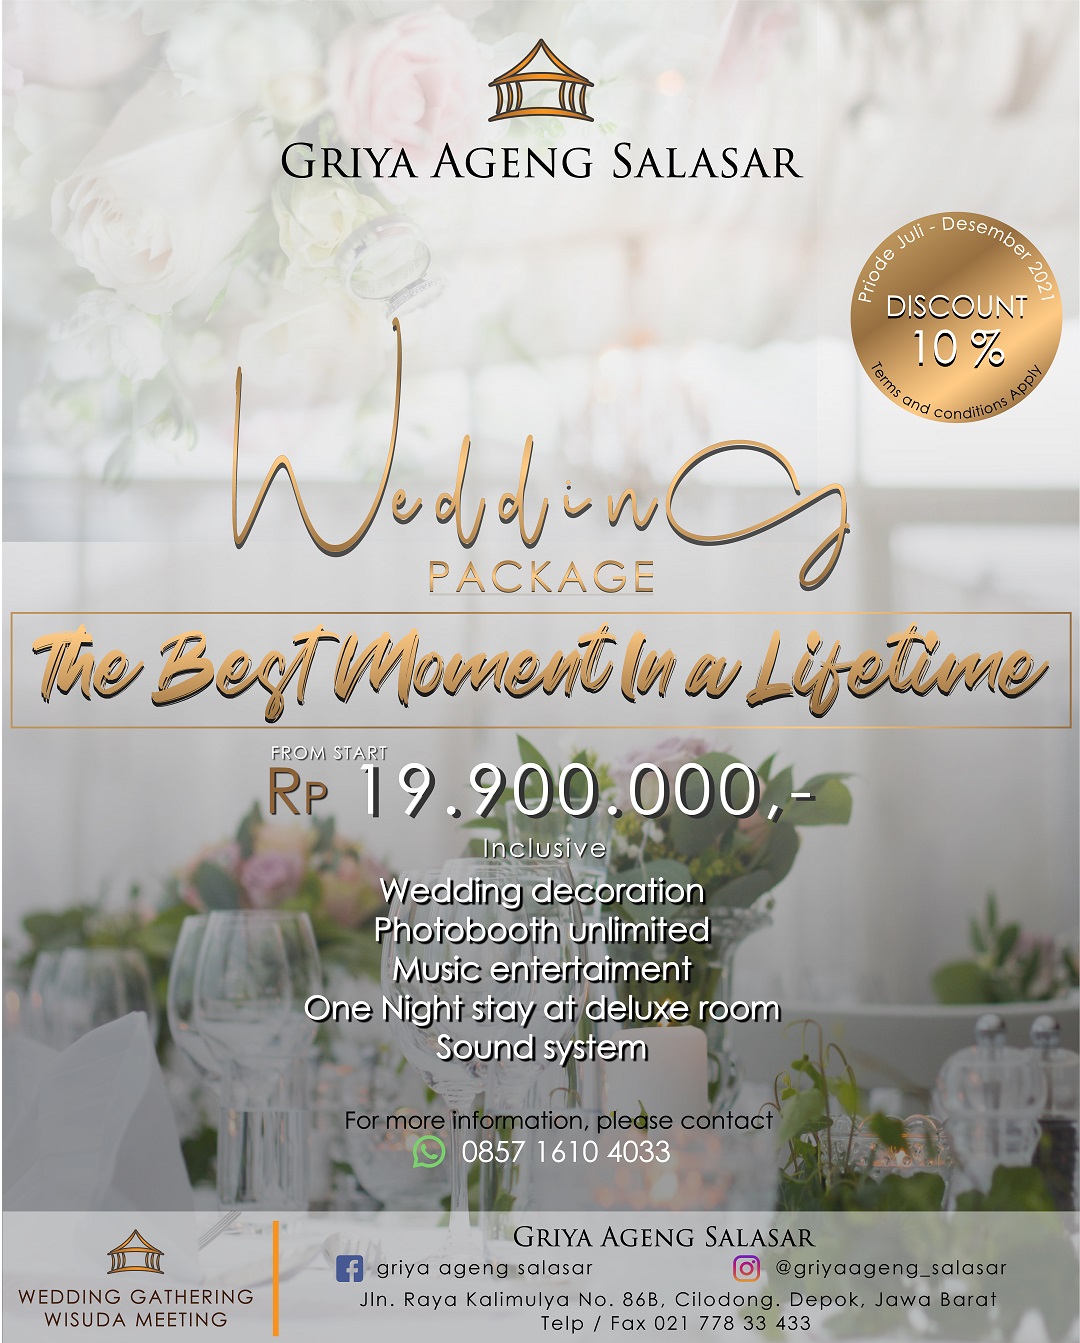 GRIYA AGENG SALASAR
Priode Juli - Desember 2021
DISCOUNT
10 %
Terms and conditions Apply
Wedding
PACKAGE
The Best Moment In a Lifetime
FROM START
Rp 19.900.000,-
Inclusive
Wedding decoration
Photobooth unlimited
Music entertaiment
One Night stay at deluxe room
Sound system
For more information, please contact
0857 1610 4033
WEDDING GATHERING
WISUDA MEETING
GRIYA AGENG SALASAR
griya ageng salasar
@griyaageng_salasar
Jln. Raya Kalimulya No. 86B, Cilodong. Depok, Jawa Barat
Telp / Fax 021 778 33 433